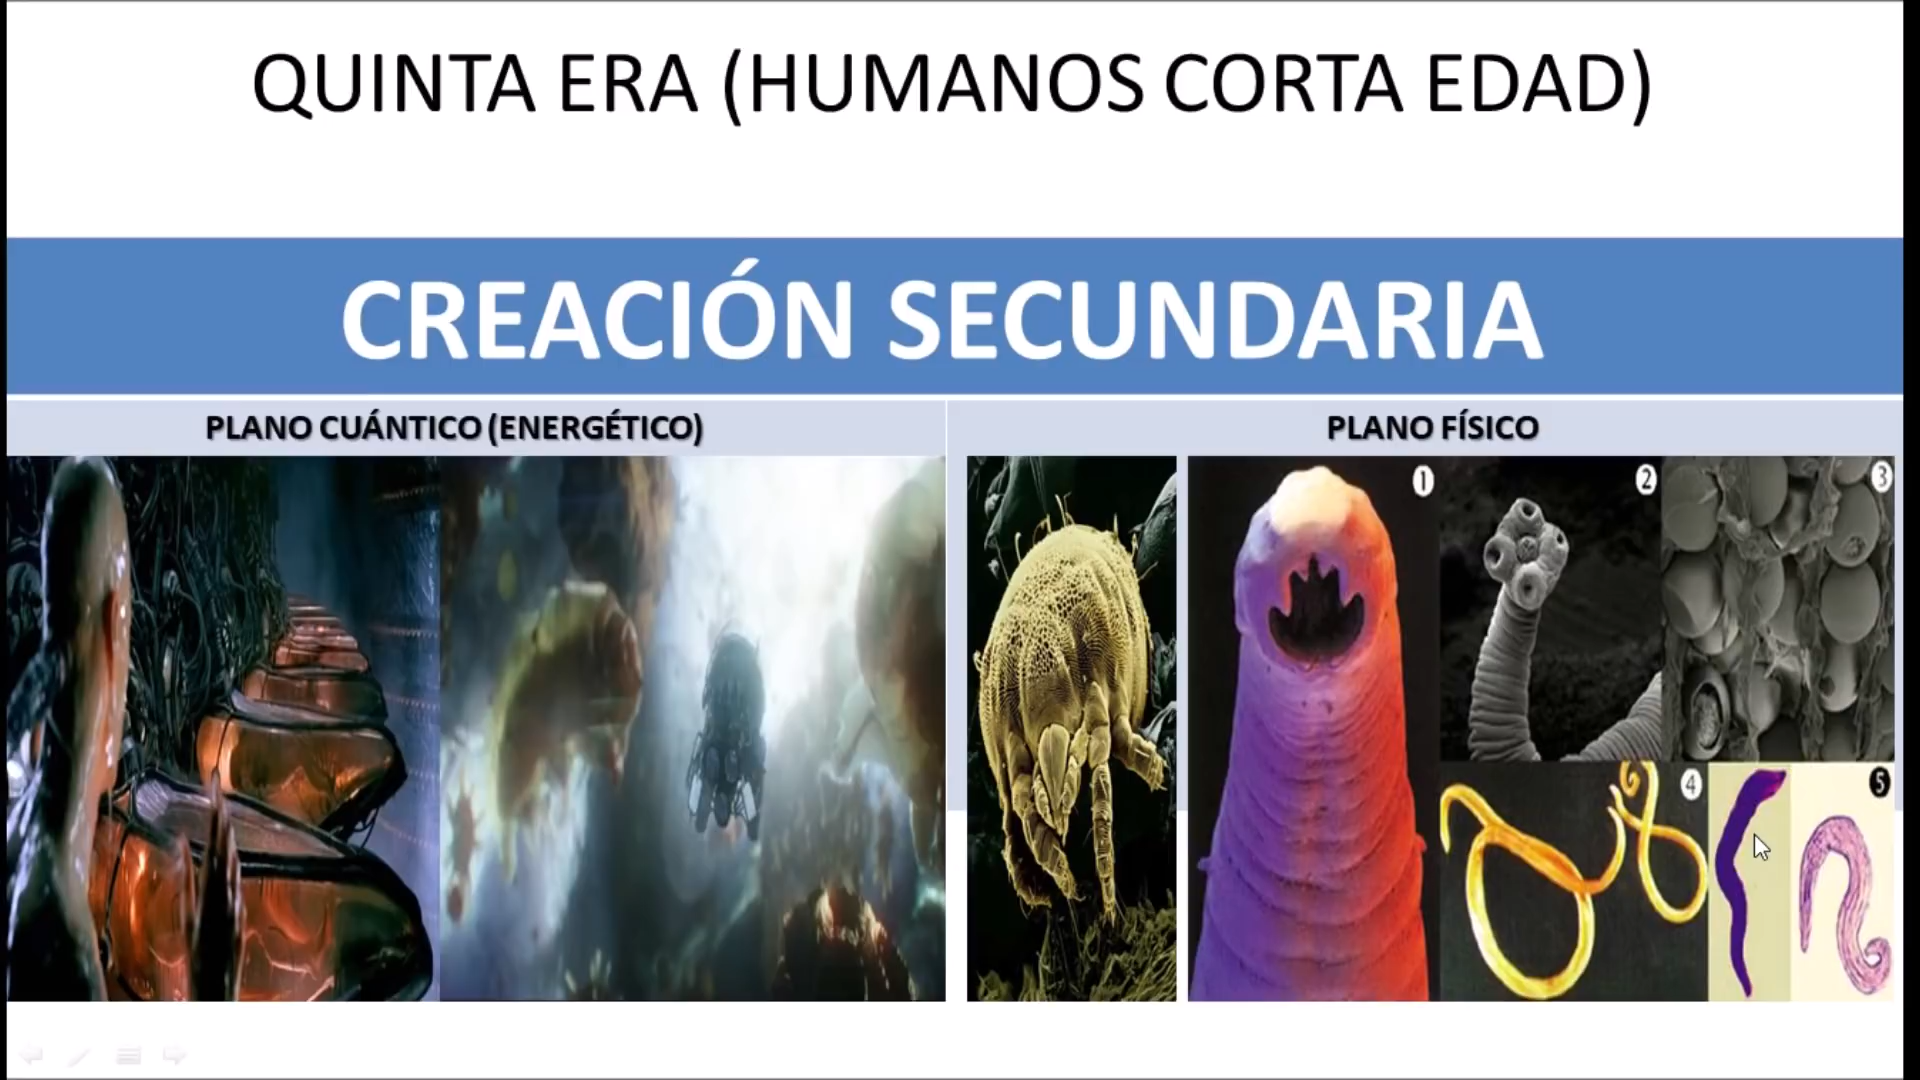 QUINTA ERA (HUMANOS CORTA EDAD)
CREACIÓN SECUNDARIA
PLANO CUÁNTICO (ENERGÉTICO)
PLANO FÍSICO
1
2
3
4
5